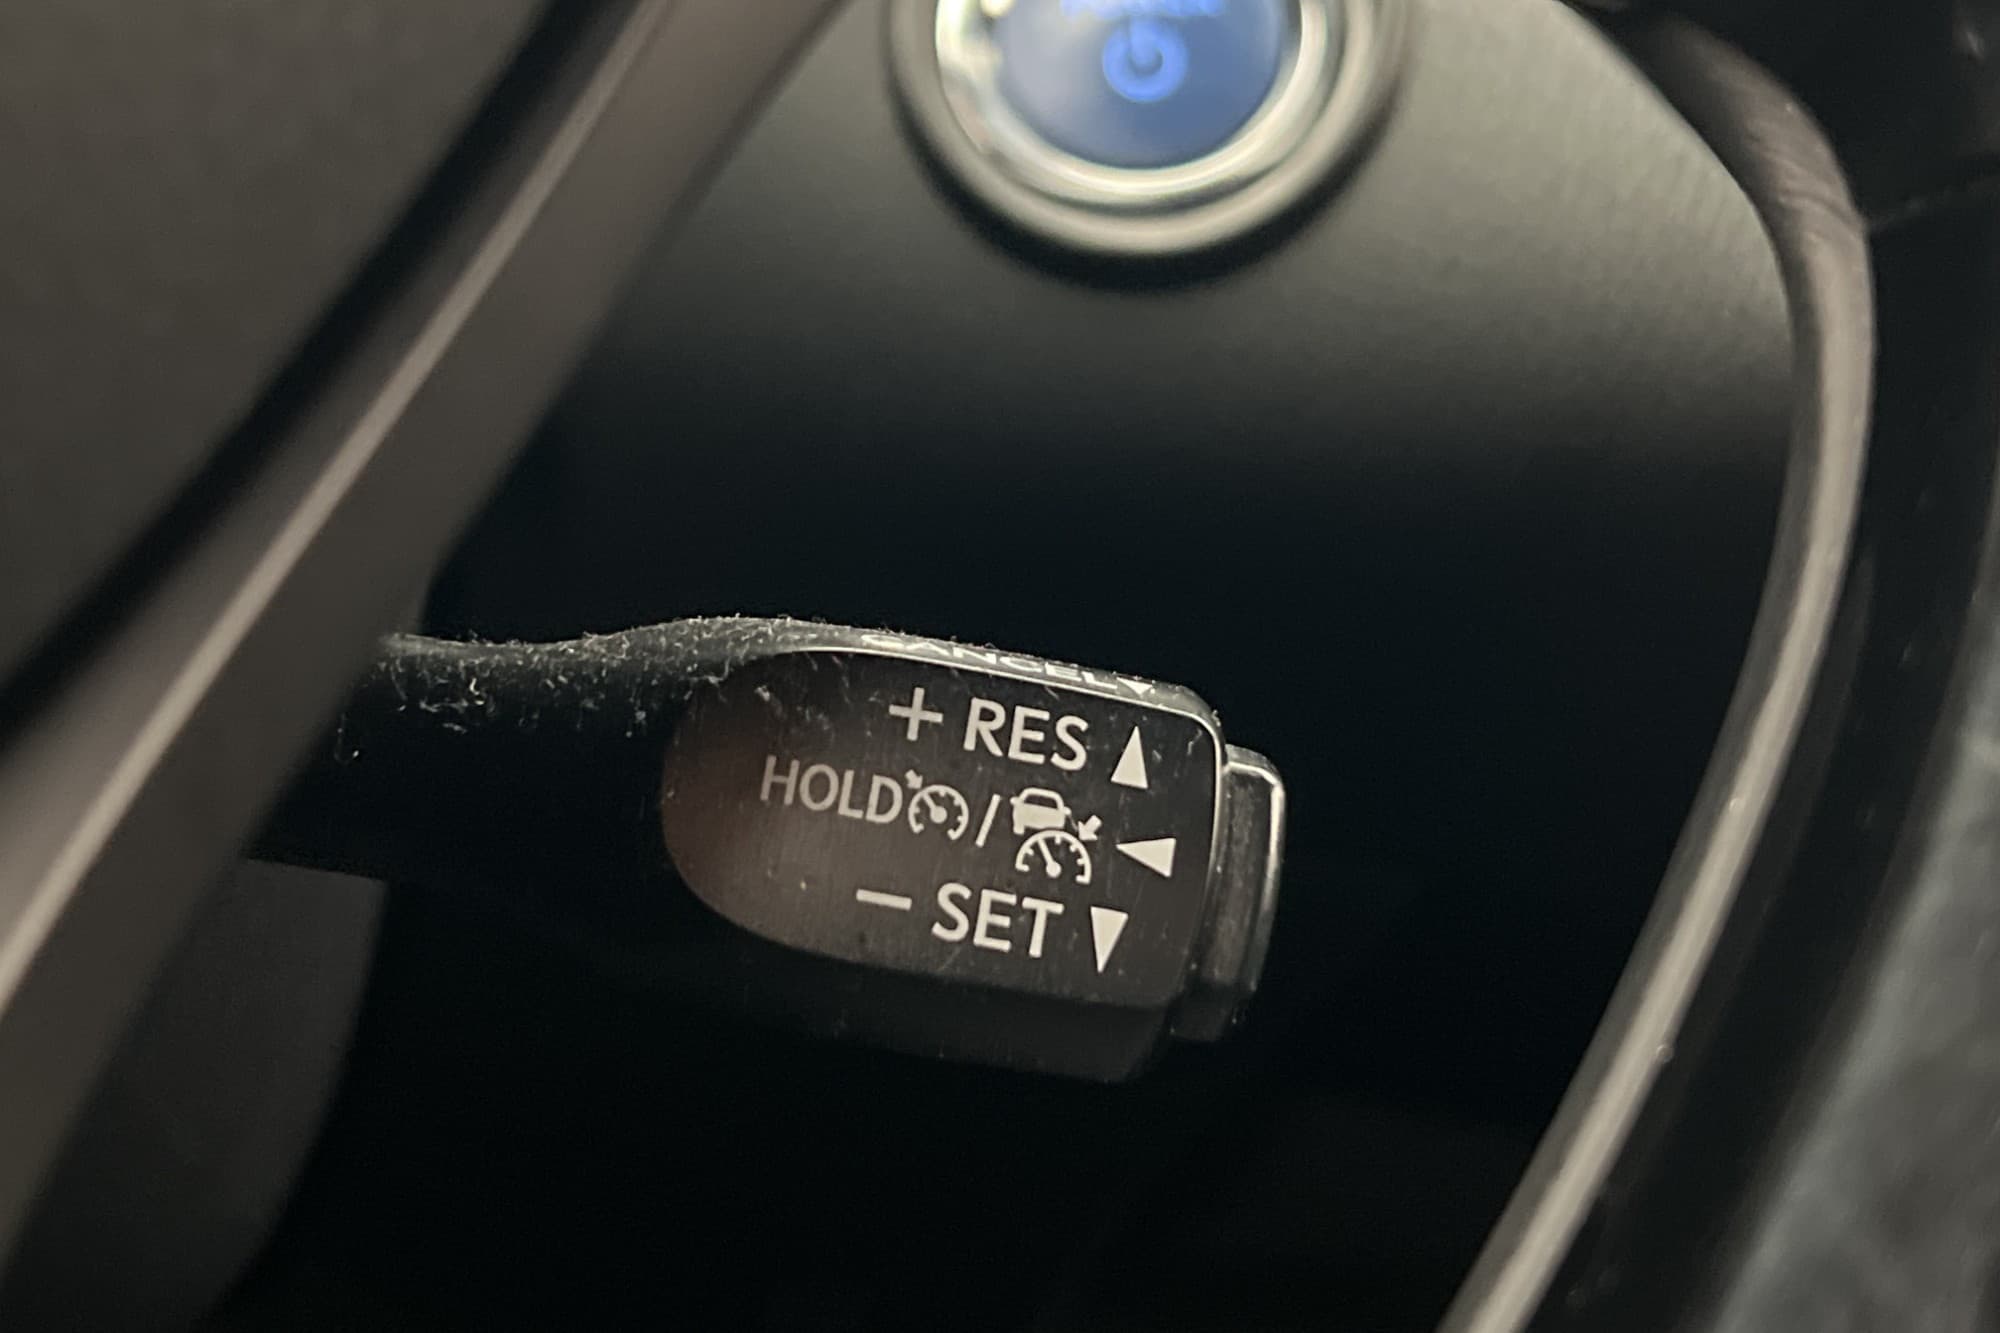 CANCEL▼
+ RES ▲
HOLD / ◀
− SET ▼